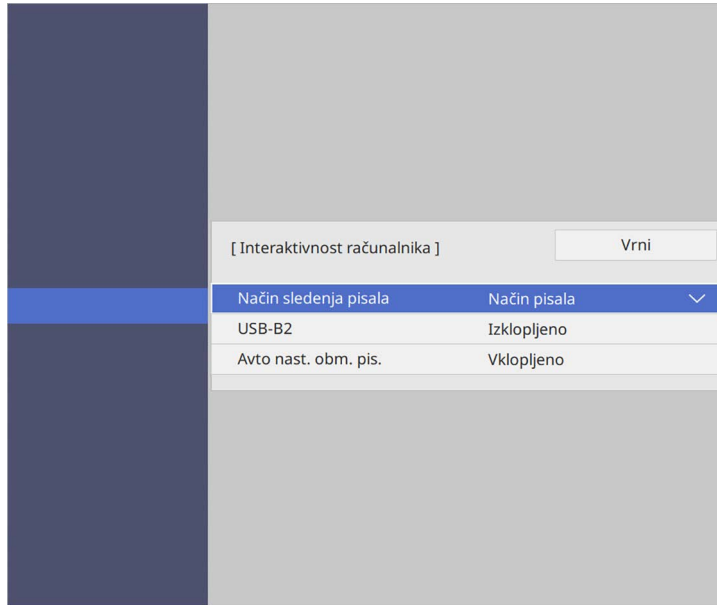 [ Interaktivnost računalnika ] Vrni
Način sledenja pisala Način pisala
USB-B2 Izklopljeno
Avto nast. obm. pis. Vklopljeno